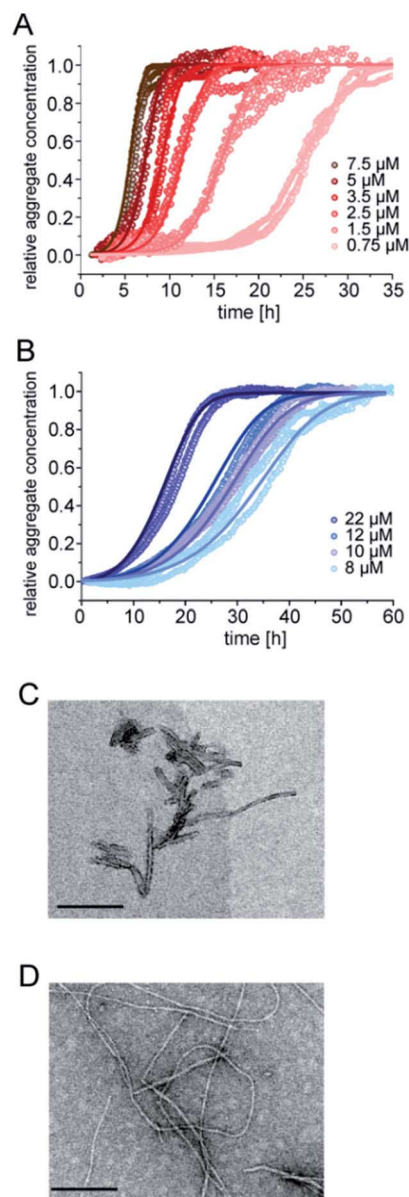 A
relative aggregate concentration
1.0
0.8
0.6
0.4
0.2
0.0
7.5 µM
5 µM
3.5 µM
2.5 µM
1.5 µM
0.75 µM
5 10 15 20 25 30 35
time [h]
B
relative aggregate concentration
1.0
0.8
0.6
0.4
0.2
0.0
22 µM
12 µM
10 µM
8 µM
0 10 20 30 40 50 60
time [h]
C
D